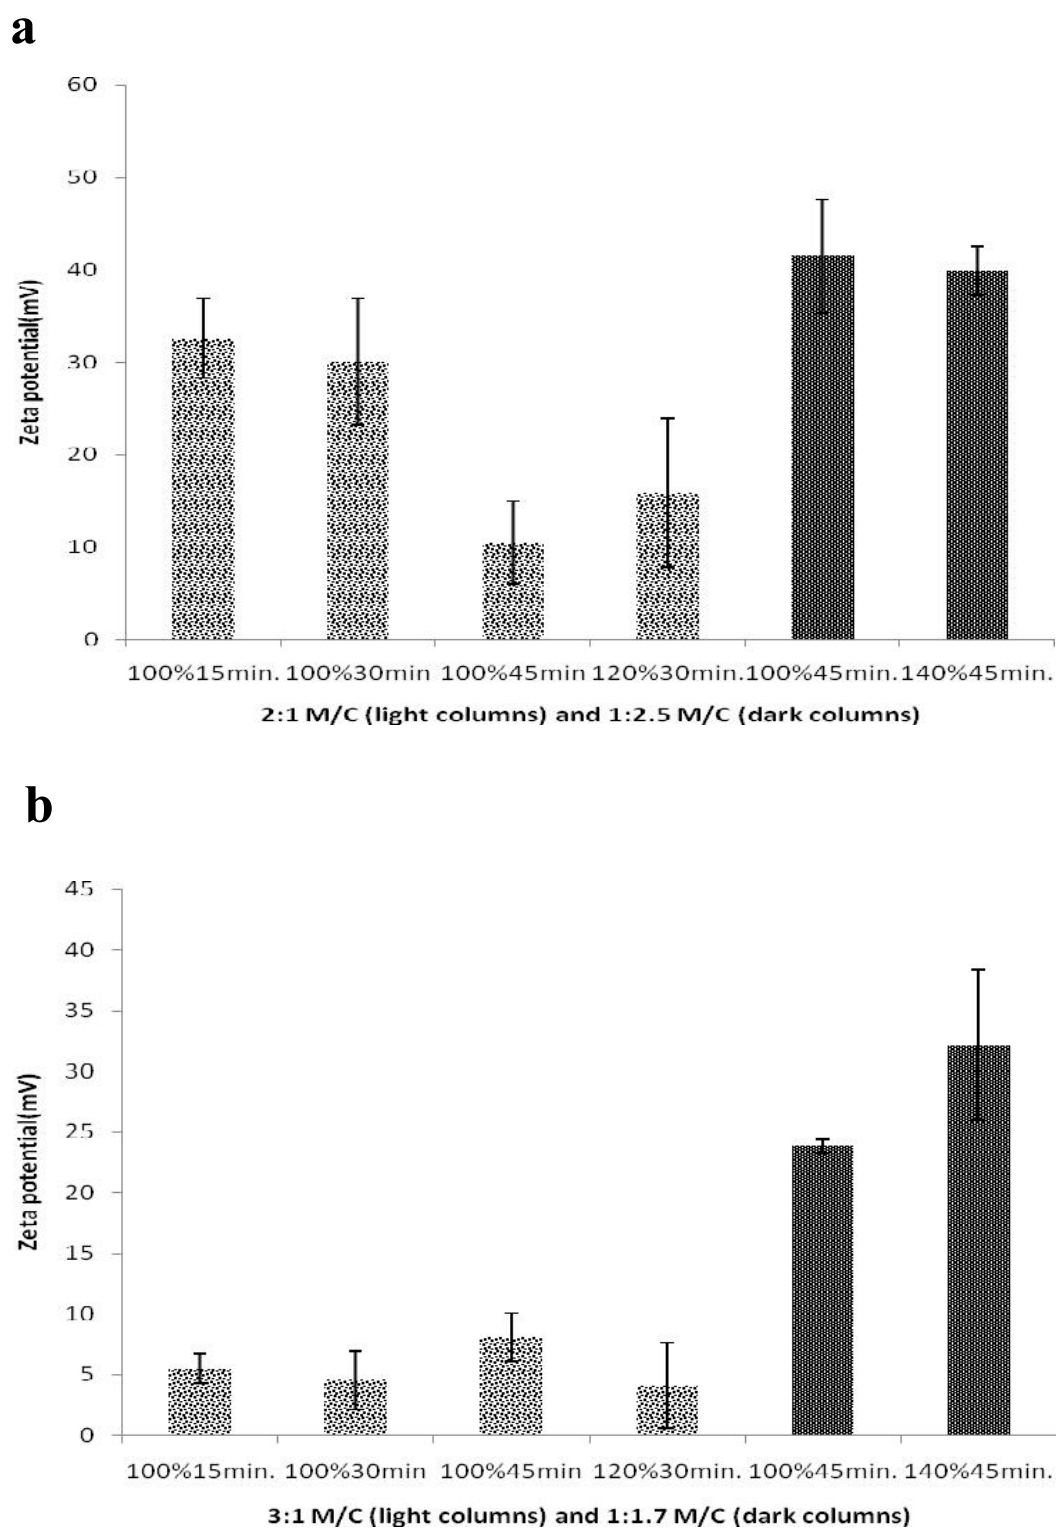 a
60
50
40
30
20
10
0
Zeta potential(mV)
100%15min. 100%30min 100%45min 120%30min. 100%45min. 140%45min.
2:1 M/C (light columns) and 1:2.5 M/C (dark columns)
b
45
40
35
30
25
20
15
10
5
0
Zeta potential(mV)
100%15min. 100%30min 100%45min 120%30min. 100%45min. 140%45min.
3:1 M/C (light columns) and 1:1.7 M/C (dark columns)